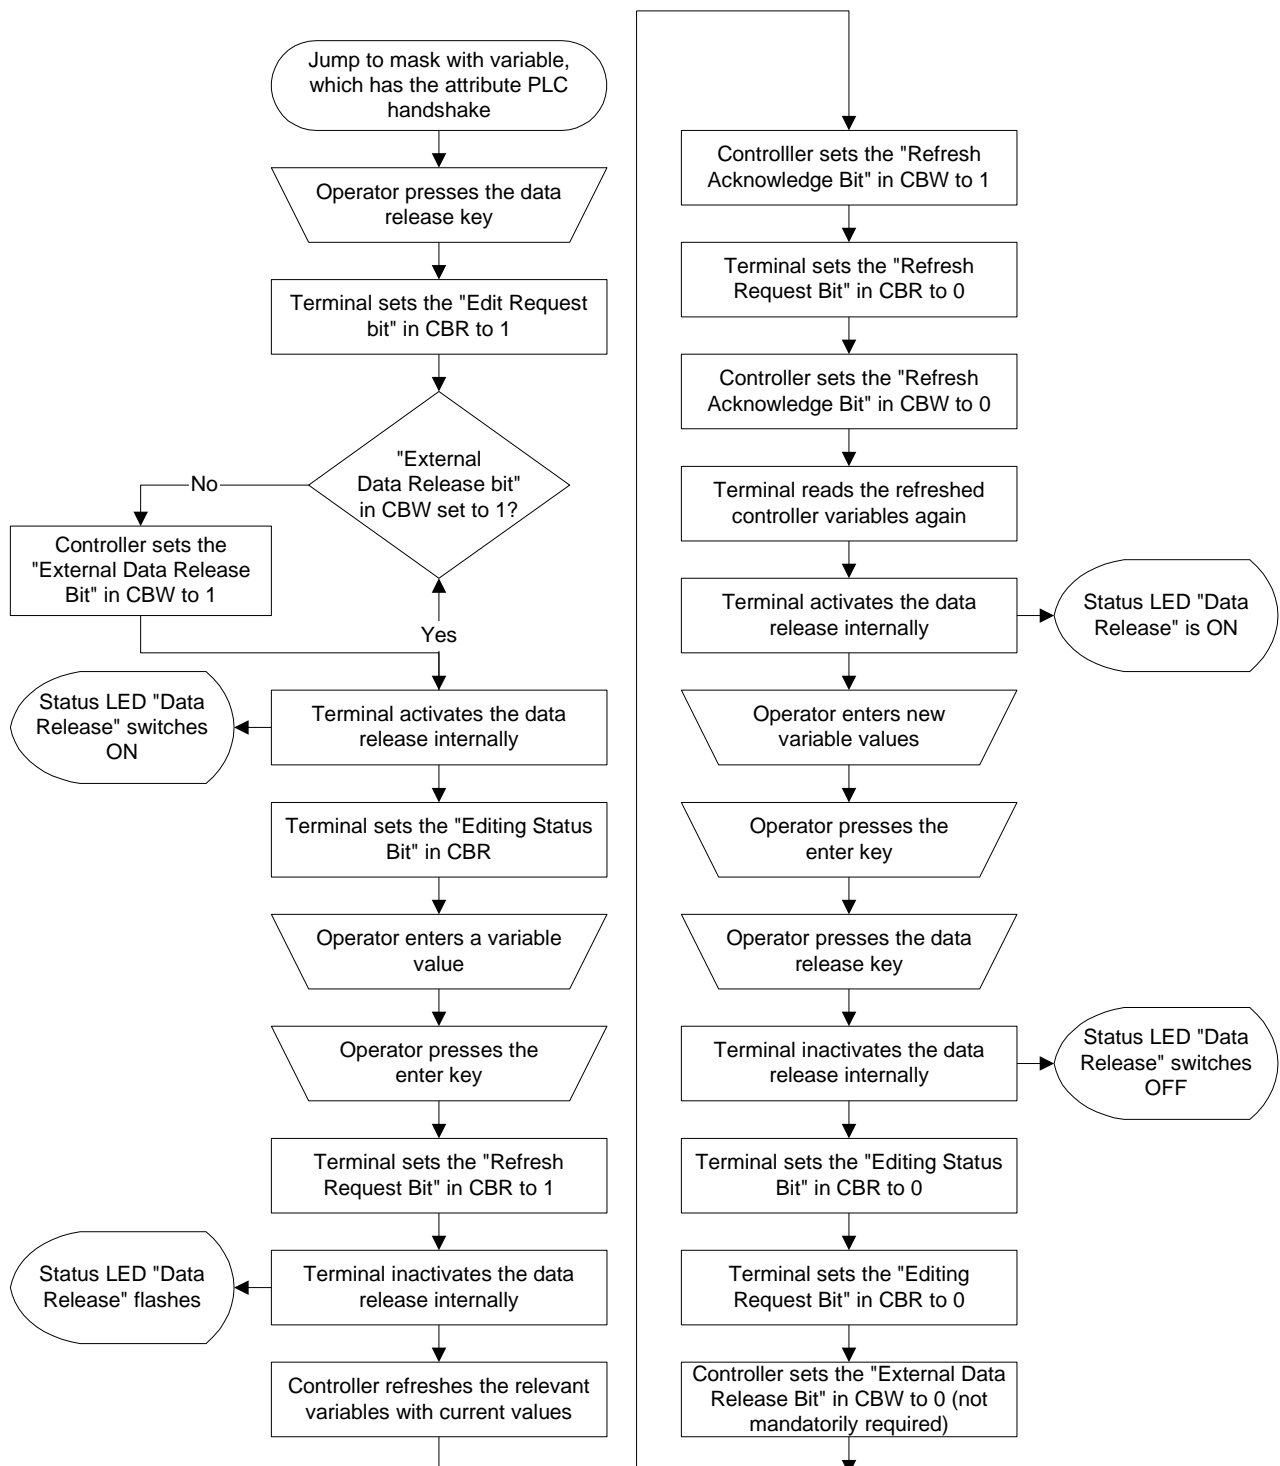 Jump to mask with variable,
which has the attribute PLC
handshake
Operator presses the data
release key
Terminal sets the "Edit Request
bit" in CBR to 1
"External
Data Release bit"
in CBW set to 1?
No
Controller sets the
"External Data Release
Bit" in CBW to 1
Yes
Status LED "Data
Release" switches
ON
Terminal activates the data
release internally
Terminal sets the "Editing Status
Bit" in CBR
Operator enters a variable
value
Operator presses the
enter key
Terminal sets the "Refresh
Request Bit" in CBR to 1
Status LED "Data
Release" flashes
Terminal inactivates the data
release internally
Controller refreshes the relevant
variables with current values
Controlller sets the "Refresh
Acknowledge Bit" in CBW to 1
Terminal sets the "Refresh
Request Bit" in CBR to 0
Controller sets the "Refresh
Acknowledge Bit" in CBW to 0
Terminal reads the refreshed
controller variables again
Terminal activates the data
release internally
Status LED "Data
Release" is ON
Operator enters new
variable values
Operator presses the
enter key
Operator presses the data
release key
Terminal inactivates the data
release internally
Status LED "Data
Release" switches
OFF
Terminal sets the "Editing Status
Bit" in CBR to 0
Terminal sets the "Editing
Request Bit" in CBR to 0
Controller sets the "External Data
Release Bit" in CBW to 0 (not
mandatorily required)